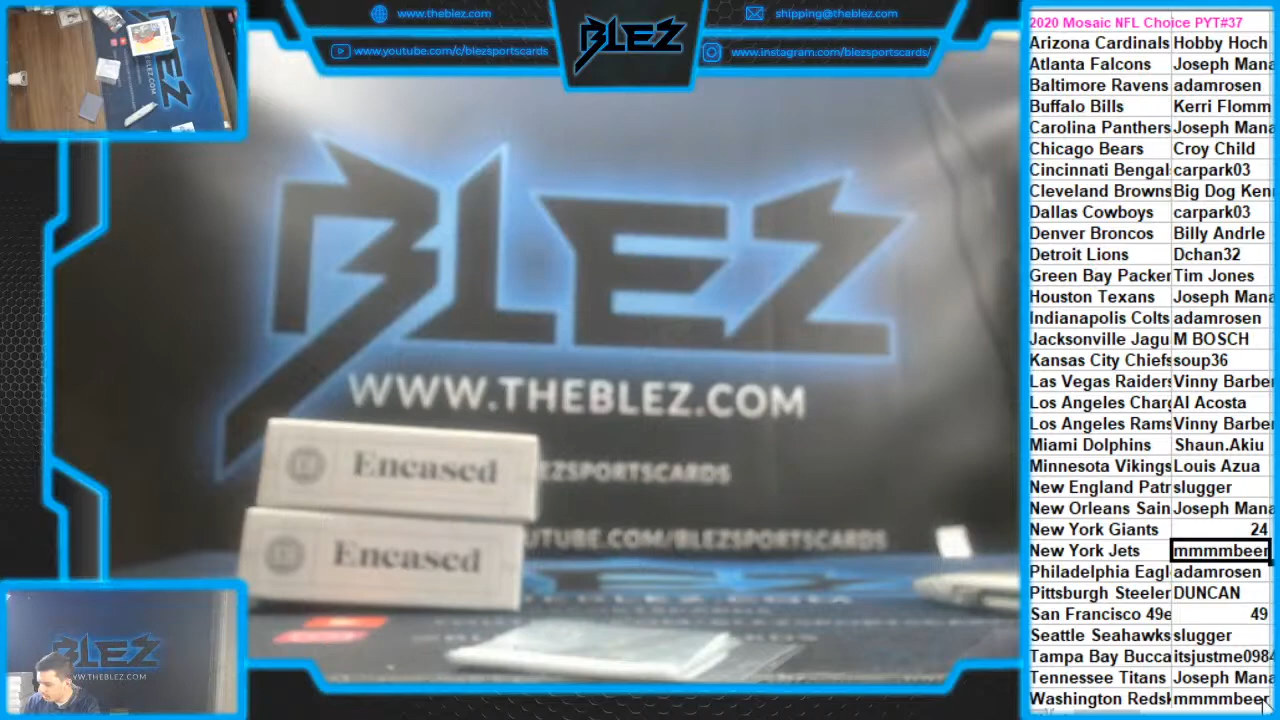 www.theblez.com
www.youtube.com/c/blezsportscards
BLEZ
shipping@theblez.com
www.instagram.com/blezsportscards/
BLEZ
WWW.THEBLEZ.COM
BLEZSPORTSCARDS
YOUTUBE.COM/BLEZSPORTSCARDS
Encased
Encased
BLEZ
BLEZ.COM
BLEZ
WWW.THEBLEZ.COM
2020 Mosaic NFL Choice PYT#37
Arizona Cardinals Hobby Hoch
Atlanta Falcons Joseph Mana
Baltimore Ravens adamrosen
Buffalo Bills Kerri Flomm
Carolina Panthers Joseph Mana
Chicago Bears Croy Child
Cincinnati Bengal carpark03
Cleveland Browns Big Dog Ken
Dallas Cowboys carpark03
Denver Broncos Billy Andrle
Detroit Lions Dchan32
Green Bay Packer Tim Jones
Houston Texans Joseph Mana
Indianapolis Colts adamrosen
Jacksonville Jagu M BOSCH
Kansas City Chiefs soup36
Las Vegas Raiders Vinny Barber
Los Angeles Charg Al Acosta
Los Angeles Rams Vinny Barber
Miami Dolphins Shaun.Akiu
Minnesota Vikings Louis Azua
New England Patr slugger
New Orleans Sain Joseph Mana
New York Giants 24
New York Jets mmmmbeer
Philadelphia Eagl adamrosen
Pittsburgh Steeler DUNCAN
San Francisco 49e 49
Seattle Seahawks slugger
Tampa Bay Bucca itsjustme0984
Tennessee Titans Joseph Mana
Washington Redsk mmmmbeer